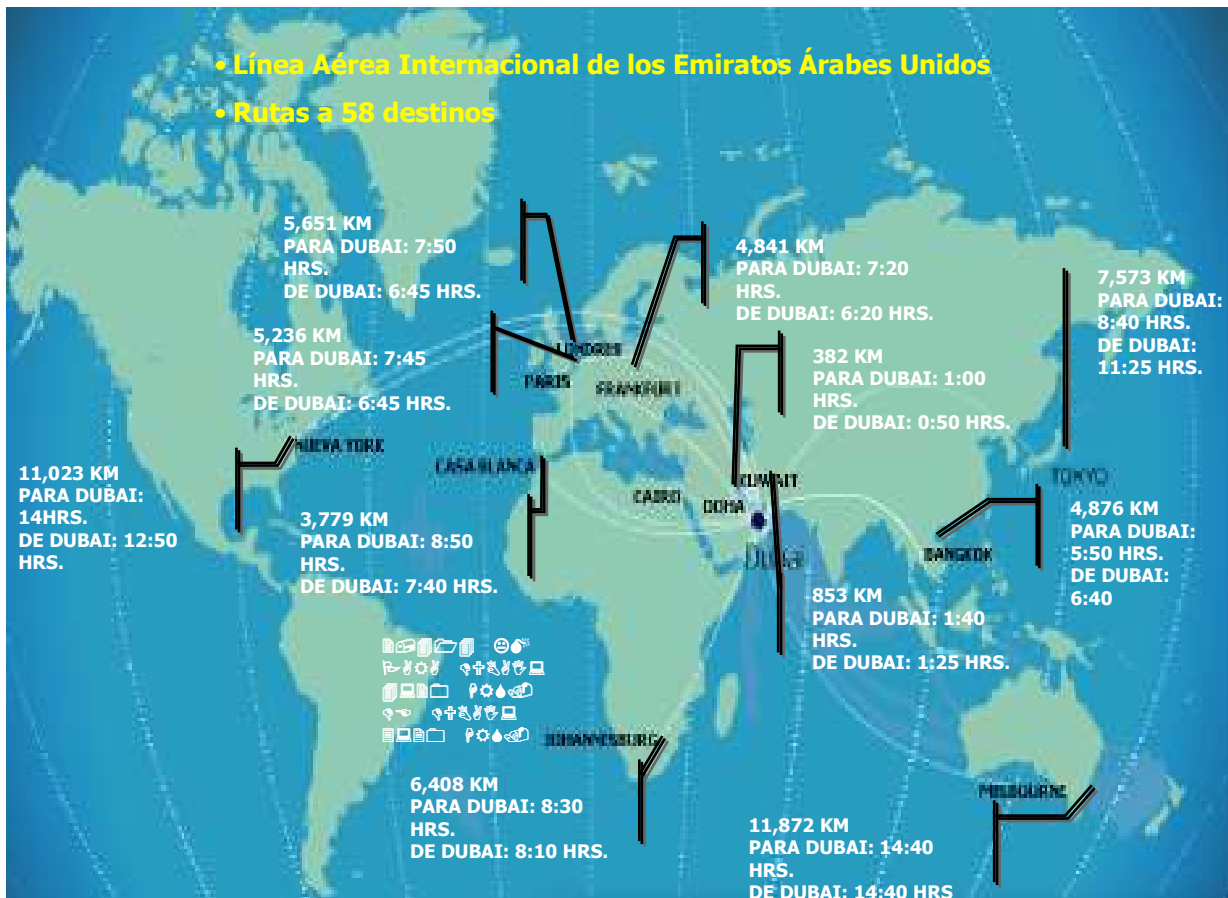 • Línea Aérea Internacional de los Emiratos Árabes Unidos
• Rutas a 58 destinos
5,651 KM
PARA DUBAI: 7:50
HRS.
DE DUBAI: 6:45 HRS.
4,841 KM
PARA DUBAI: 7:20
HRS.
DE DUBAI: 6:20 HRS.
7,573 KM
PARA DUBAI:
8:40 HRS.
DE DUBAI:
11:25 HRS.
5,236 KM
PARA DUBAI: 7:45
HRS.
DE DUBAI: 6:45 HRS.
LONDRES
PARIS
FRANKFURT
382 KM
PARA DUBAI: 1:00
HRS.
DE DUBAI: 0:50 HRS.
NUEVA YORK
CASA BLANCA
CAIRO
DOHA
KUWAIT
TOKYO
Dubai
BANGKOK
11,023 KM
PARA DUBAI:
14HRS.
DE DUBAI: 12:50
HRS.
3,779 KM
PARA DUBAI: 8:50
HRS.
DE DUBAI: 7:40 HRS.
4,876 KM
PARA DUBAI:
5:50 HRS.
DE DUBAI:
6:40
853 KM
PARA DUBAI: 1:40
HRS.
DE DUBAI: 1:25 HRS.
JOHANNESBURG
MELBOURNE
6,408 KM
PARA DUBAI: 8:30
HRS.
DE DUBAI: 8:10 HRS.
11,872 KM
PARA DUBAI: 14:40
HRS.
DE DUBAI: 14:40 HRS